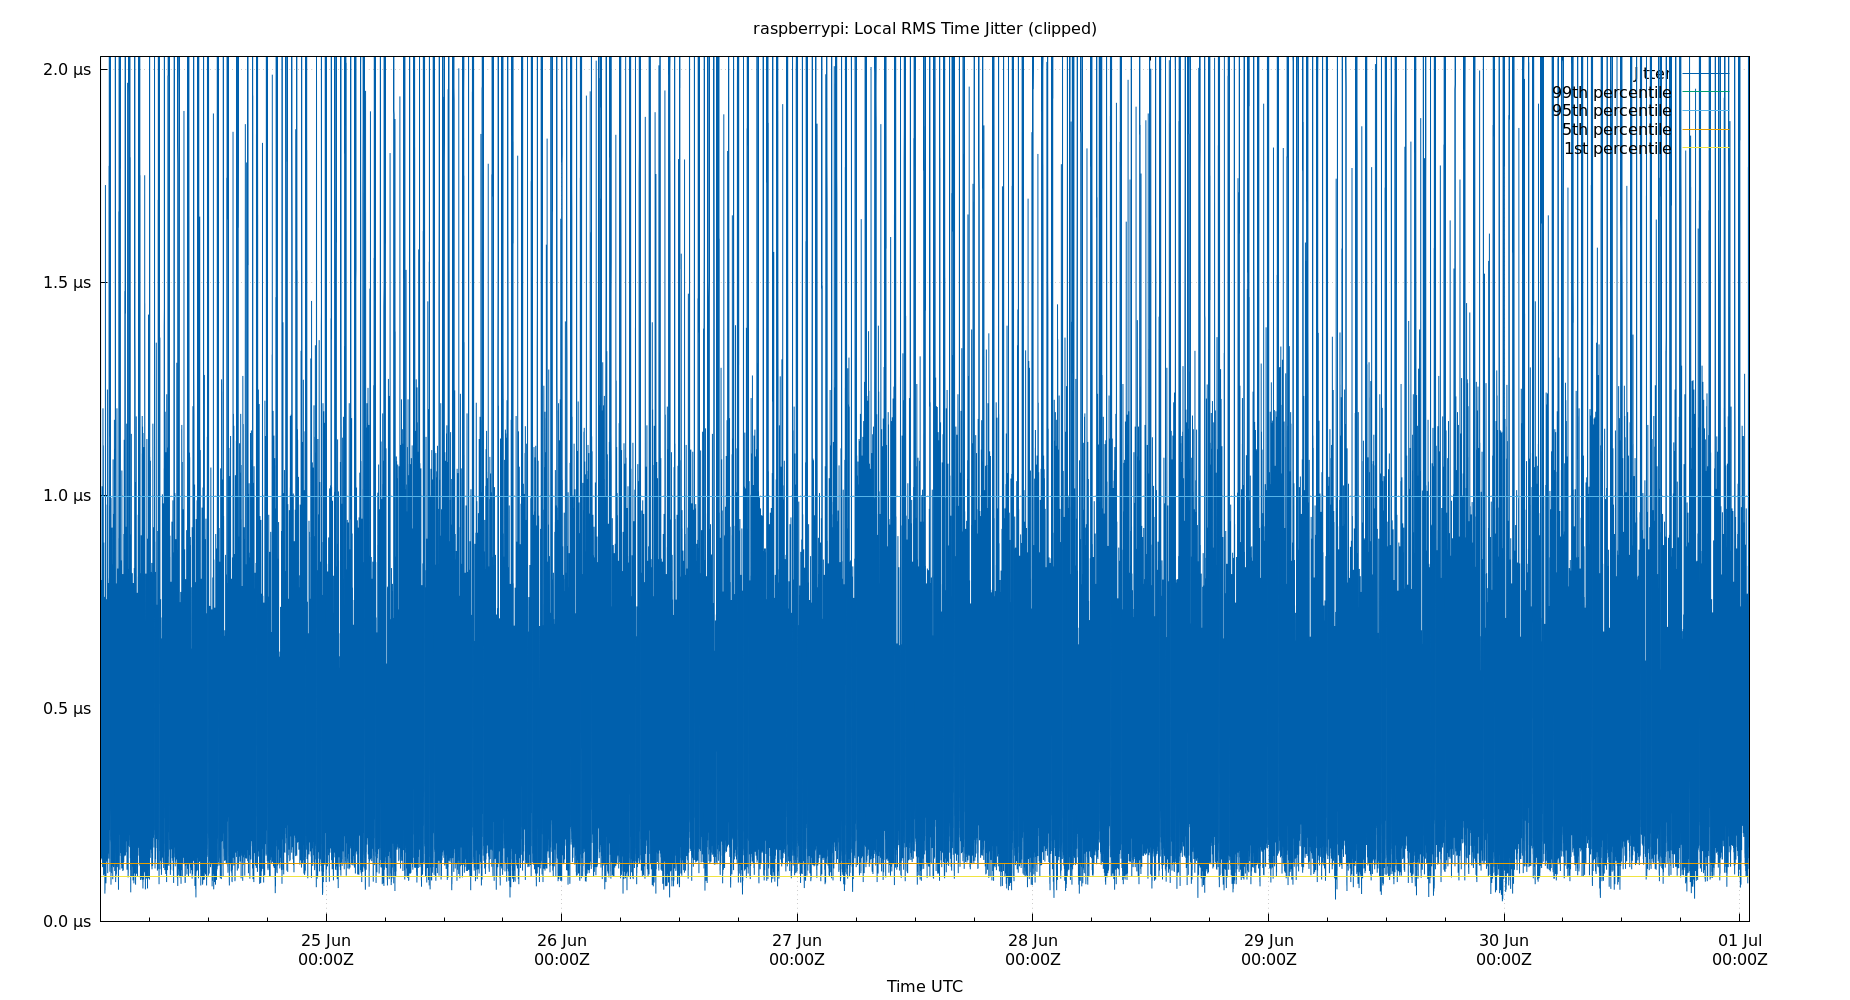 raspberrypi: Local RMS Time Jitter (clipped)
2.0 µs
1.5 µs
1.0 µs
0.5 µs
0.0 µs
jitter
99th percentile
95th percentile
5th percentile
1st percentile
25 Jun
00:00Z
26 Jun
00:00Z
27 Jun
00:00Z
28 Jun
00:00Z
29 Jun
00:00Z
30 Jun
00:00Z
01 Jul
00:00Z
Time UTC